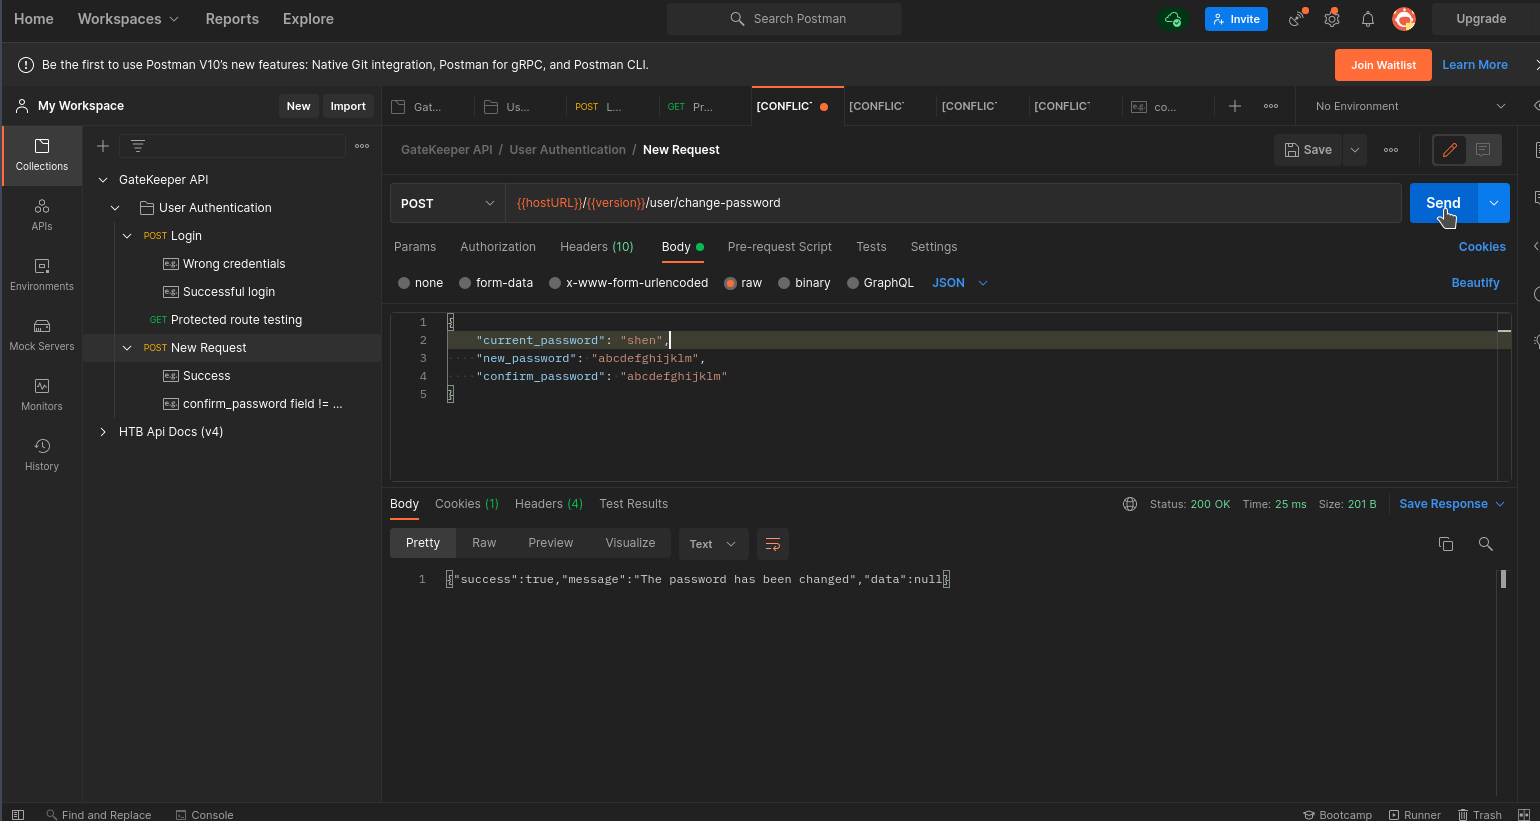 Home Workspaces Reports Explore Search Postman Invite Upgrade
Be the first to use Postman V10's new features: Native Git integration, Postman for gRPC, and Postman CLI. Join Waitlist Learn More
My Workspace New Import Gat... Us... POST L... GET Pr... [CONFLIC [CONFLIC [CONFLIC [CONFLIC e.g. co... No Environment
Collections
APIs
Environments
Mock Servers
Monitors
History
GateKeeper API
User Authentication
POST Login
e.g. Wrong credentials
e.g. Successful login
GET Protected route testing
POST New Request
e.g. Success
e.g. confirm_password field != ...
HTB Api Docs (v4)
GateKeeper API / User Authentication / New Request Save
POST {{hostURL}}/{{version}}/user/change-password Send
Params Authorization Headers (10) Body Pre-request Script Tests Settings Cookies
none form-data x-www-form-urlencoded raw binary GraphQL JSON Beautify
1 {
2 "current_password": "shen",
3 "new_password": "abcdefghijklm",
4 "confirm_password": "abcdefghijklm"
5 }
Body Cookies (1) Headers (4) Test Results Status: 200 OK Time: 25 ms Size: 201 B Save Response
Pretty Raw Preview Visualize Text
1 {"success":true,"message":"The password has been changed","data":null}
Find and Replace Console Bootcamp Runner Trash